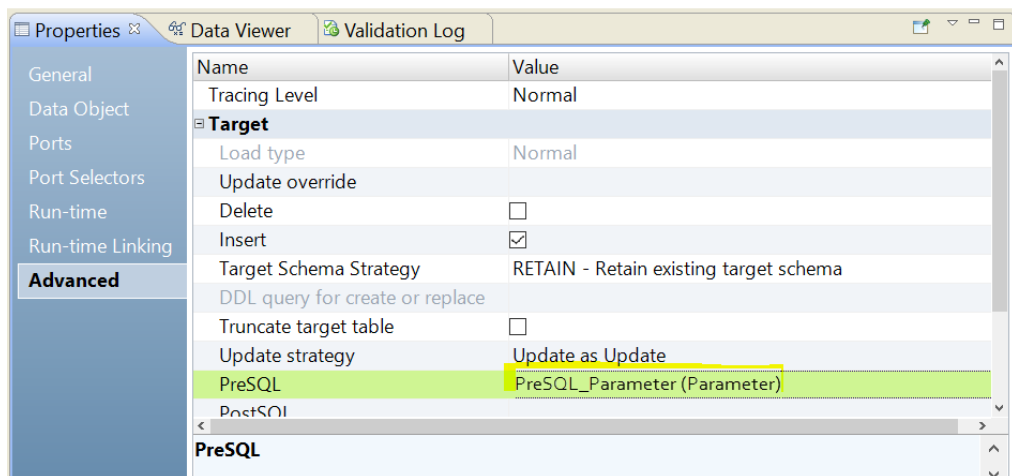 Properties Data Viewer Validation Log
General
Data Object
Ports
Port Selectors
Run-time
Run-time Linking
Advanced
Name Value
Tracing Level Normal
Target
Load type Normal
Update override
Delete
Insert
Target Schema Strategy RETAIN - Retain existing target schema
DDL query for create or replace
Truncate target table
Update strategy Update as Update
PreSQL PreSQL_Parameter (Parameter)
PostSQL
PreSQL